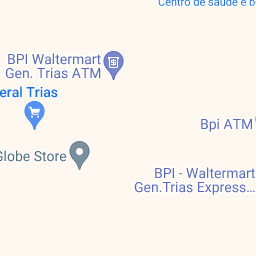 Centro de saúde e b
BPI Waltermart
Gen. Trias ATM
eral Trias
Bpi ATM
Globe Store
BPI - Waltermart
Gen.Trias Express...